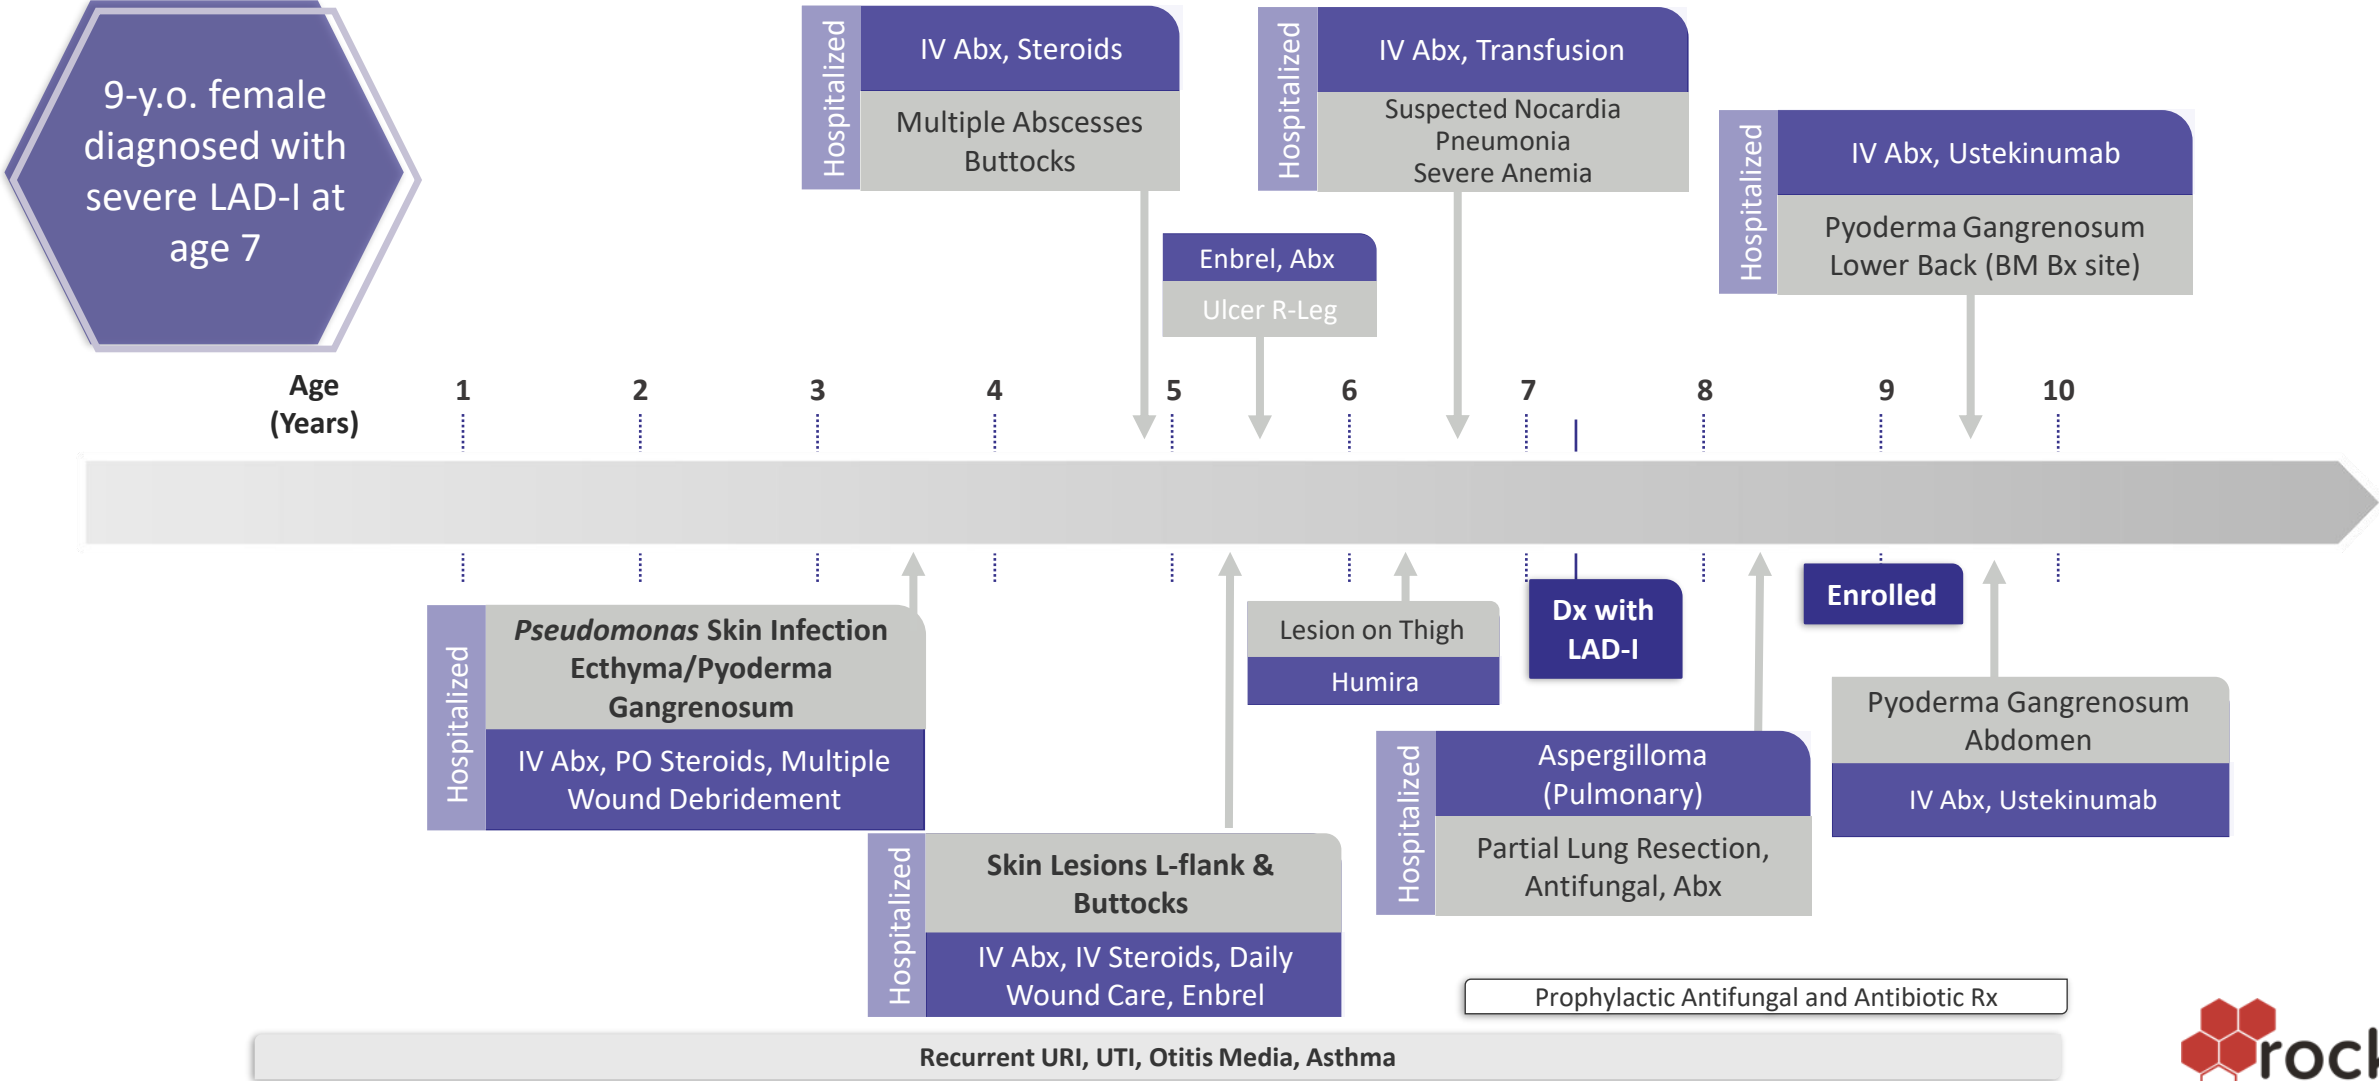 9-y.o. female
diagnosed with
severe LAD-I at
age 7
Hospitalized
IV Abx, Steroids
Multiple Abscesses
Buttocks
Hospitalized
IV Abx, Transfusion
Suspected Nocardia
Pneumonia
Severe Anemia
Hospitalized
IV Abx, Ustekinumab
Pyoderma Gangrenosum
Lower Back (BM Bx site)
Enbrel, Abx
Ulcer R-Leg
Age
(Years)
1 2 3 4 5 6 7 8 9 10
Hospitalized
Pseudomonas Skin Infection
Ecthyma/Pyoderma
Gangrenosum
IV Abx, PO Steroids, Multiple
Wound Debridement
Hospitalized
Skin Lesions L-flank &
Buttocks
IV Abx, IV Steroids, Daily
Wound Care, Enbrel
Lesion on Thigh
Humira
Dx with
LAD-I
Hospitalized
Aspergilloma
(Pulmonary)
Partial Lung Resection,
Antifungal, Abx
Enrolled
Pyoderma Gangrenosum
Abdomen
IV Abx, Ustekinumab
Prophylactic Antifungal and Antibiotic Rx
Recurrent URI, UTI, Otitis Media, Asthma
rock